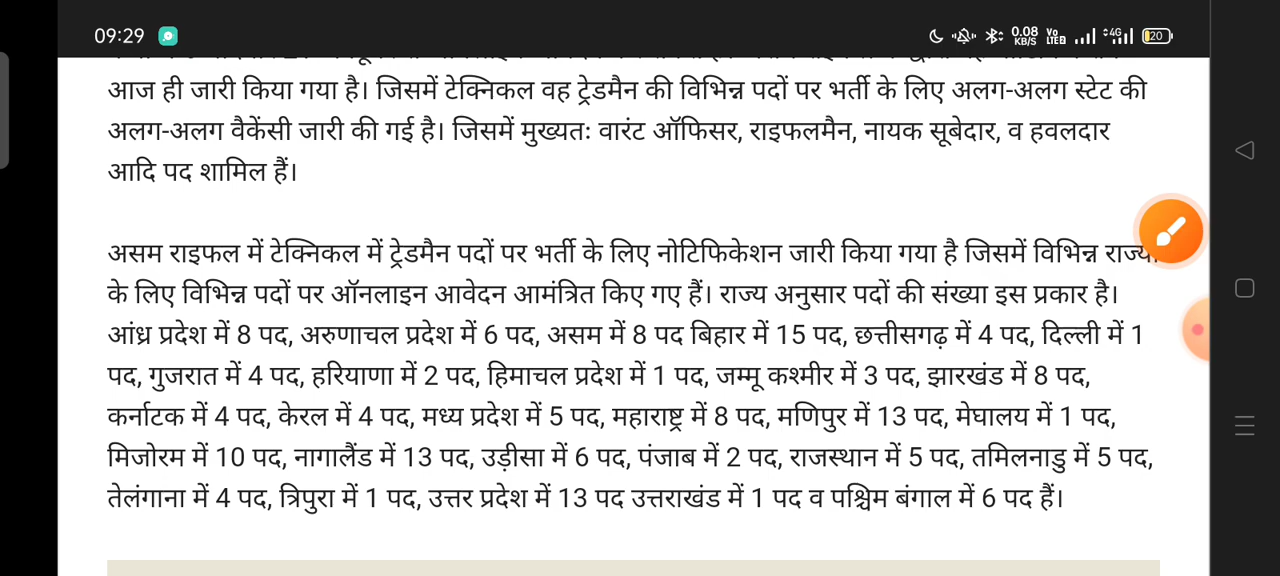 09:29 0.08 KB/S Vo LTE2 4G 20
आज ही जारी किया गया है। जिसमें टेक्निकल वह ट्रेडमैन की विभिन्न पदों पर भर्ती के लिए अलग-अलग स्टेट की
अलग-अलग वैकेंसी जारी की गई है। जिसमें मुख्यतः वारंट ऑफिसर, राइफलमैन, नायक सूबेदार, व हवलदार
आदि पद शामिल हैं।
असम राइफल में टेक्निकल में ट्रेडमैन पदों पर भर्ती के लिए नोटिफिकेशन जारी किया गया है जिसमें विभिन्न
के लिए विभिन्न पदों पर ऑनलाइन आवेदन आमंत्रित किए गए हैं। राज्य अनुसार पदों की संख्या इस प्रकार है।
आंध्र प्रदेश में 8 पद, अरुणाचल प्रदेश में 6 पद, असम में 8 पद बिहार में 15 पद, छत्तीसगढ़ में 4 पद, दिल्ली में 1
पद, गुजरात में 4 पद, हरियाणा में 2 पद, हिमाचल प्रदेश में 1 पद, जम्मू कश्मीर में 3 पद, झारखंड में 8 पद,
कर्नाटक में 4 पद, केरल में 4 पद, मध्य प्रदेश में 5 पद, महाराष्ट्र में 8 पद, मणिपुर में 13 पद, मेघालय में 1 पद,
मिजोरम में 10 पद, नागालैंड में 13 पद, उड़ीसा में 6 पद, पंजाब में 2 पद, राजस्थान में 5 पद, तमिलनाडु में 5 पद,
तेलंगाना में 4 पद, त्रिपुरा में 1 पद, उत्तर प्रदेश में 13 पद उत्तराखंड में 1 पद व पश्चिम बंगाल में 6 पद हैं।